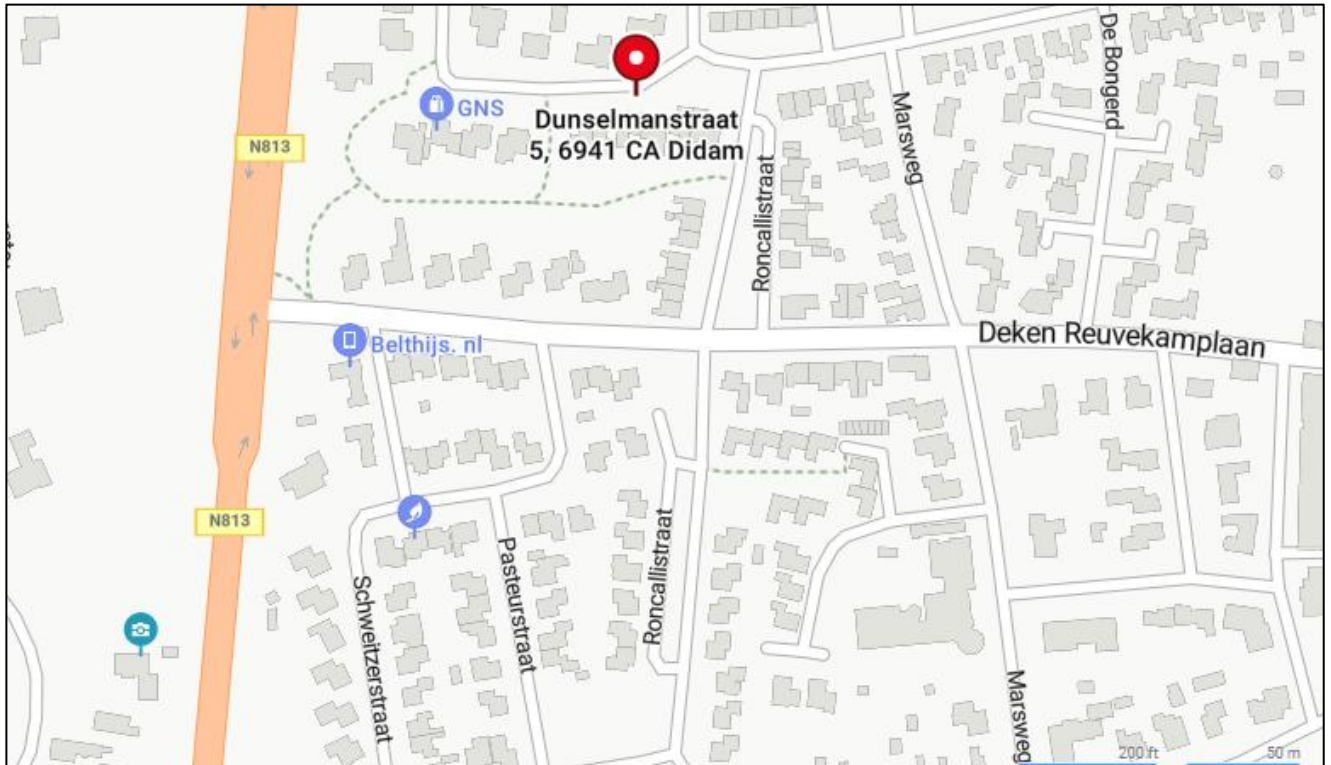 De Bongerd
GNS
Dunselmanstraat
5, 6941 CA Didam
N813
Marsweg
Roncallistraat
Deken Reuvekamplaan
Belthijs. nl
N813
Roncallistraat
Pasteurstraat
Schweitzerstraat
Marsweg
200 ft
50 m